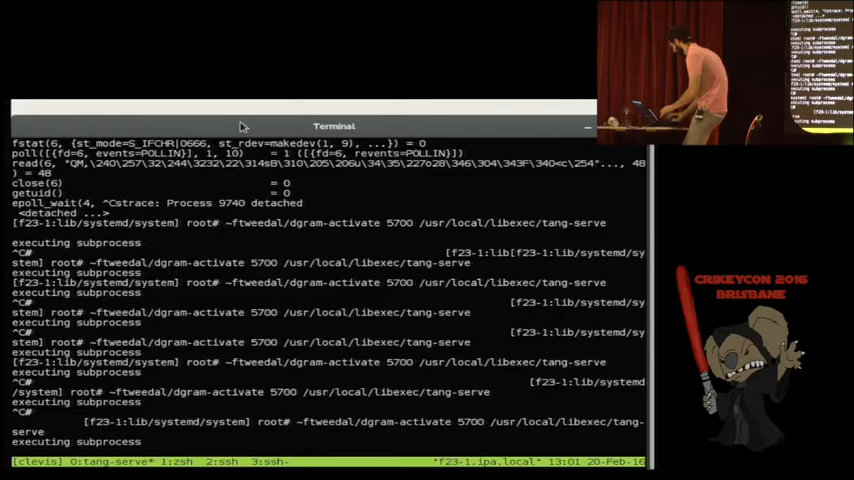 Terminal
fstat(6, {st_mode=S_IFCHR|0666, st_rdev=makedev(1, 9), ...}) = 0
poll([{fd=6, events=POLLIN}], 1, 10) = 1 ([{fd=6, revents=POLLIN}])
read(6, "QM,\240\257\32\244\3232\22\314sB\310\205\206u\34\35\227o28\346\304\343F\340<c\254"..., 48
) = 48
close(6) = 0
getuid() = 0
epoll_wait(4, ^Cstrace: Process 9740 detached
<detached ...>
[f23-1:lib/systemd/system] root# ~ftweedal/dgram-activate 5700 /usr/local/libexec/tang-serve
executing subprocess
^C# [f23-1:lib[f23-1:lib/systemd/sy
stem] root# ~ftweedal/dgram-activate 5700 /usr/local/libexec/tang-serve
executing subprocess
[f23-1:lib/systemd/system] root# ~ftweedal/dgram-activate 5700 /usr/local/libexec/tang-serve
executing subprocess
^C# [f23-1:lib/systemd/sy
stem] root# ~ftweedal/dgram-activate 5700 /usr/local/libexec/tang-serve
executing subprocess
^C# [f23-1:lib/systemd/sy
stem] root# ~ftweedal/dgram-activate 5700 /usr/local/libexec/tang-serve
executing subprocess
[f23-1:lib/systemd/system] root# ~ftweedal/dgram-activate 5700 /usr/local/libexec/tang-serve
executing subprocess
^C# [f23-1:lib/systemd
/system] root# ~ftweedal/dgram-activate 5700 /usr/local/libexec/tang-serve
executing subprocess
^C#
[f23-1:lib/systemd/system] root# ~ftweedal/dgram-activate 5700 /usr/local/libexec/tang-
serve
executing subprocess
[clevis] 0:tang-serve* 1:zsh 2:ssh 3:ssh- "f23-1.ipa.local" 13:01 20-Feb-16
CRIKEYCON 2016
BRISBANE